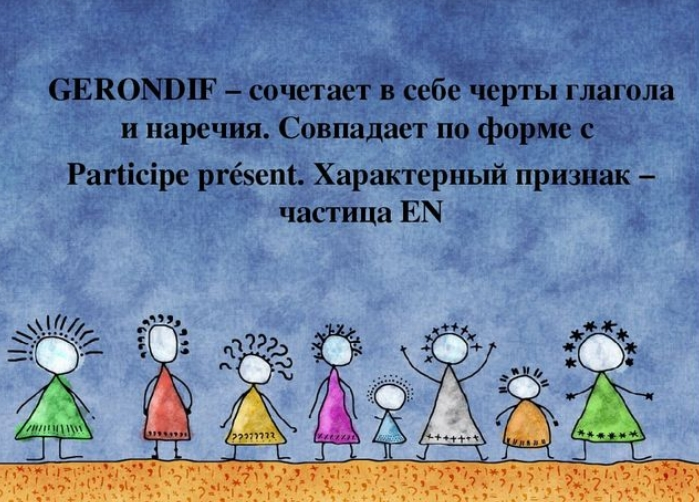 GERONDIF – сочетает в себе черты глагола
и наречия. Совпадает по форме с
Participe présent. Характерный признак –
частица EN